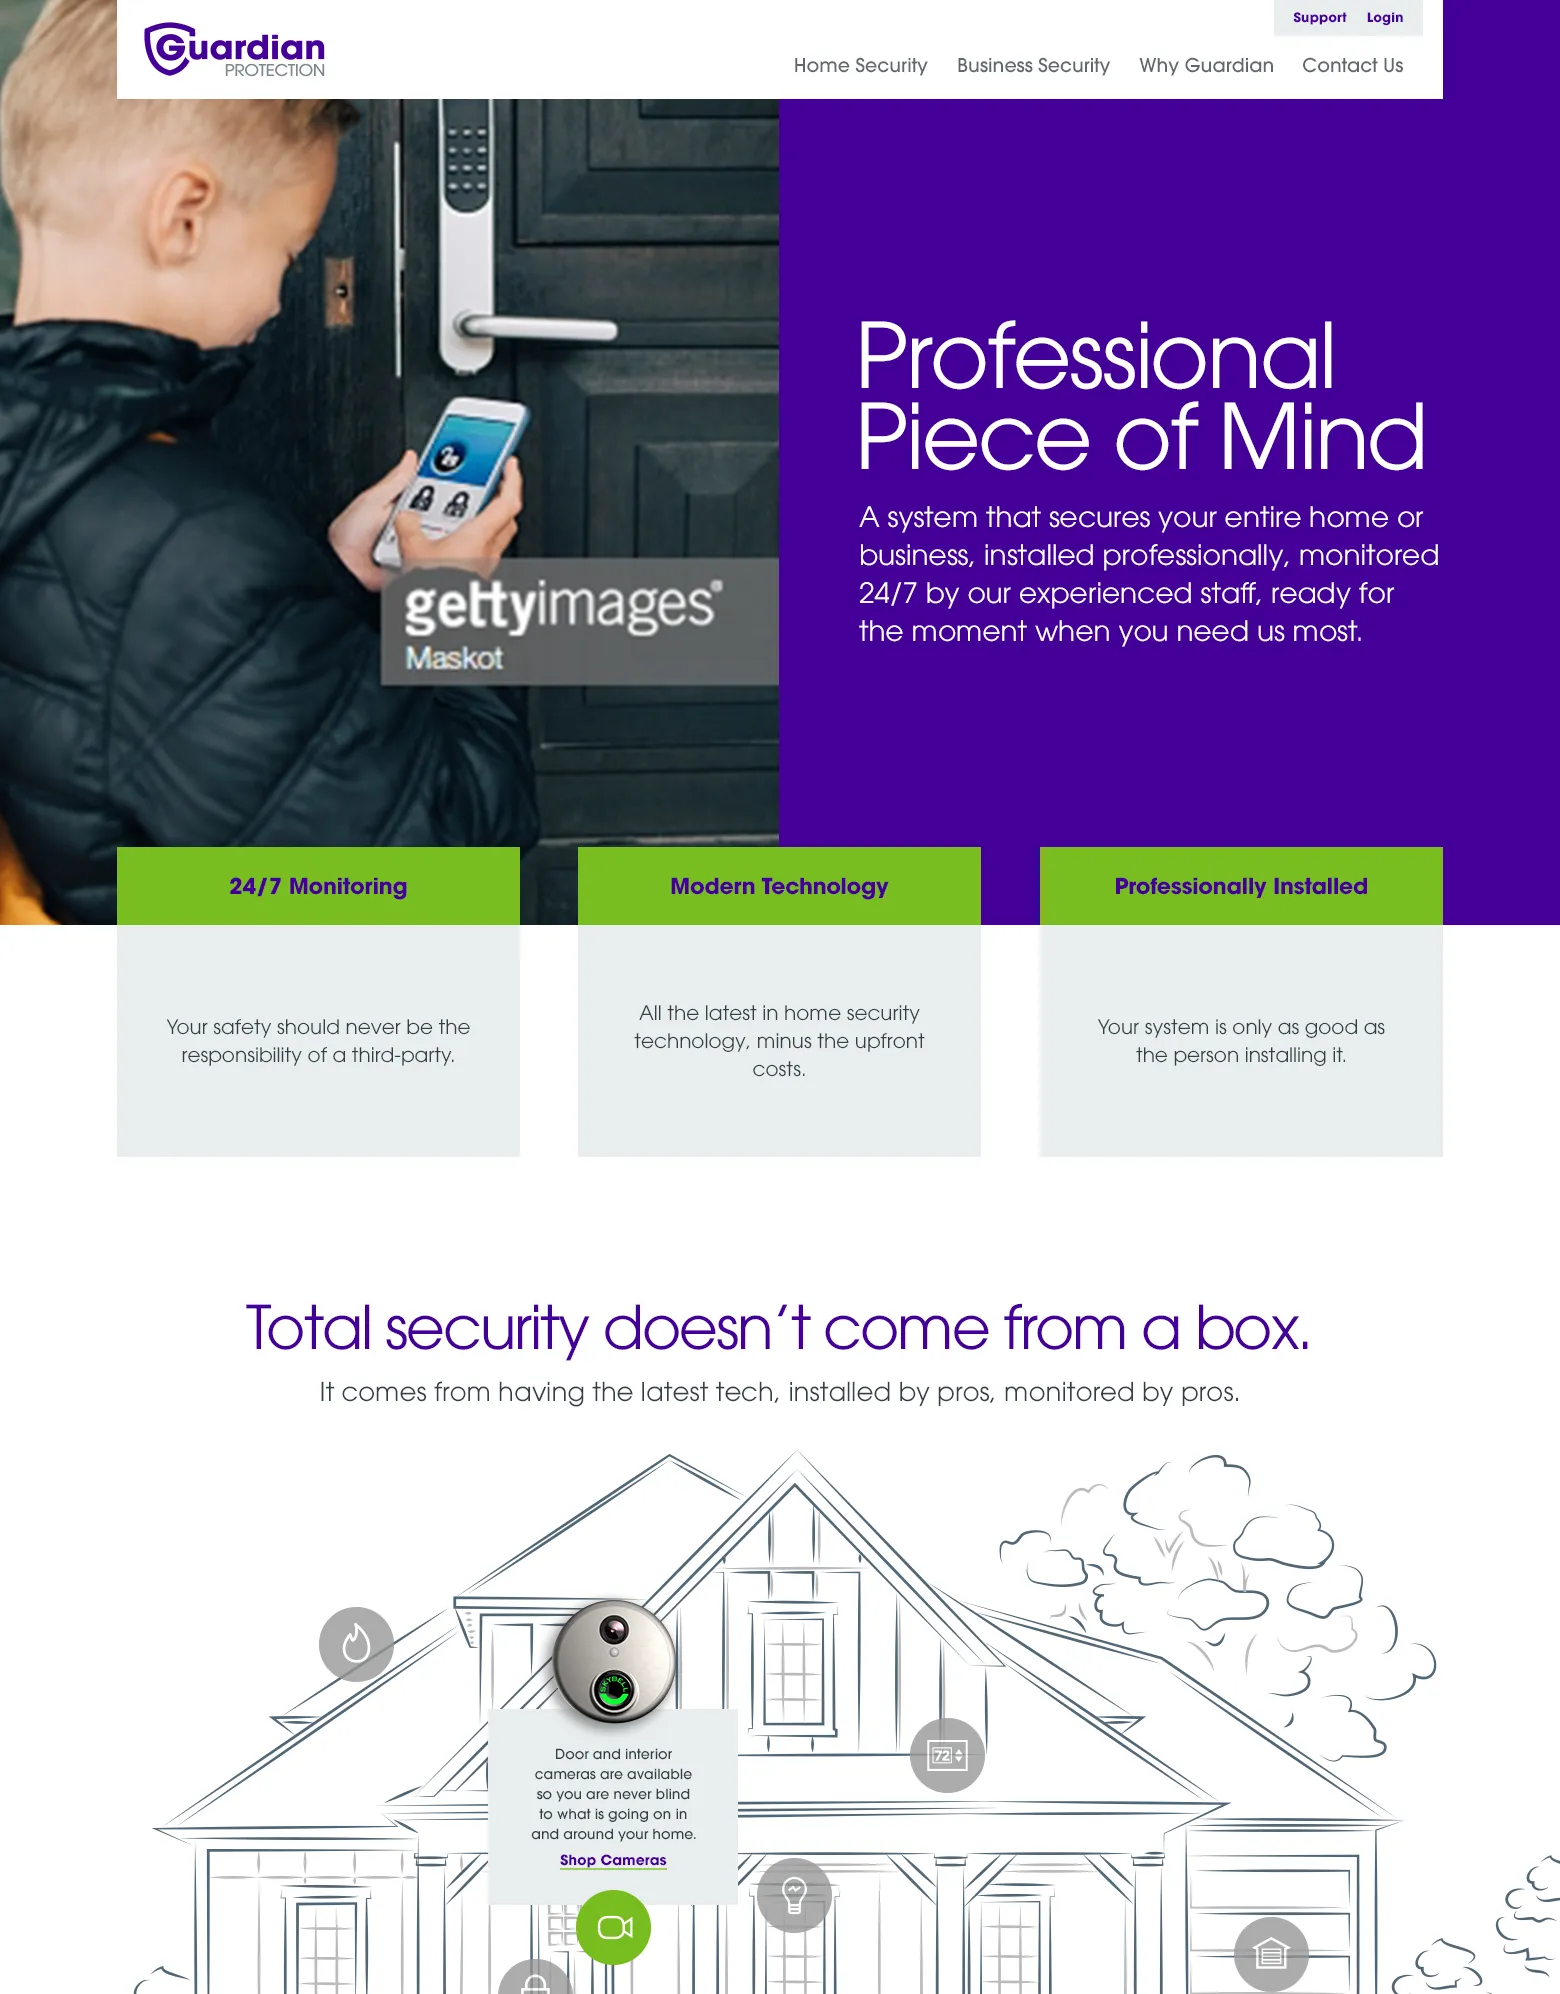 Support Login
Guardian
PROTECTION
Home Security Business Security Why Guardian Contact Us
Professional
Piece of Mind
A system that secures your entire home or
business, installed professionally, monitored
24/7 by our experienced staff, ready for
the moment when you need us most.
gettyimages®
Maskot
24/7 Monitoring
Your safety should never be the
responsibility of a third-party.
Modern Technology
All the latest in home security
technology, minus the upfront
costs.
Professionally Installed
Your system is only as good as
the person installing it.
Total security doesn‘t come from a box.
It comes from having the latest tech, installed by pros, monitored by pros.
SKYBELL
Door and interior
cameras are available
so you are never blind
to what is going on in
and around your home.
Shop Cameras
72